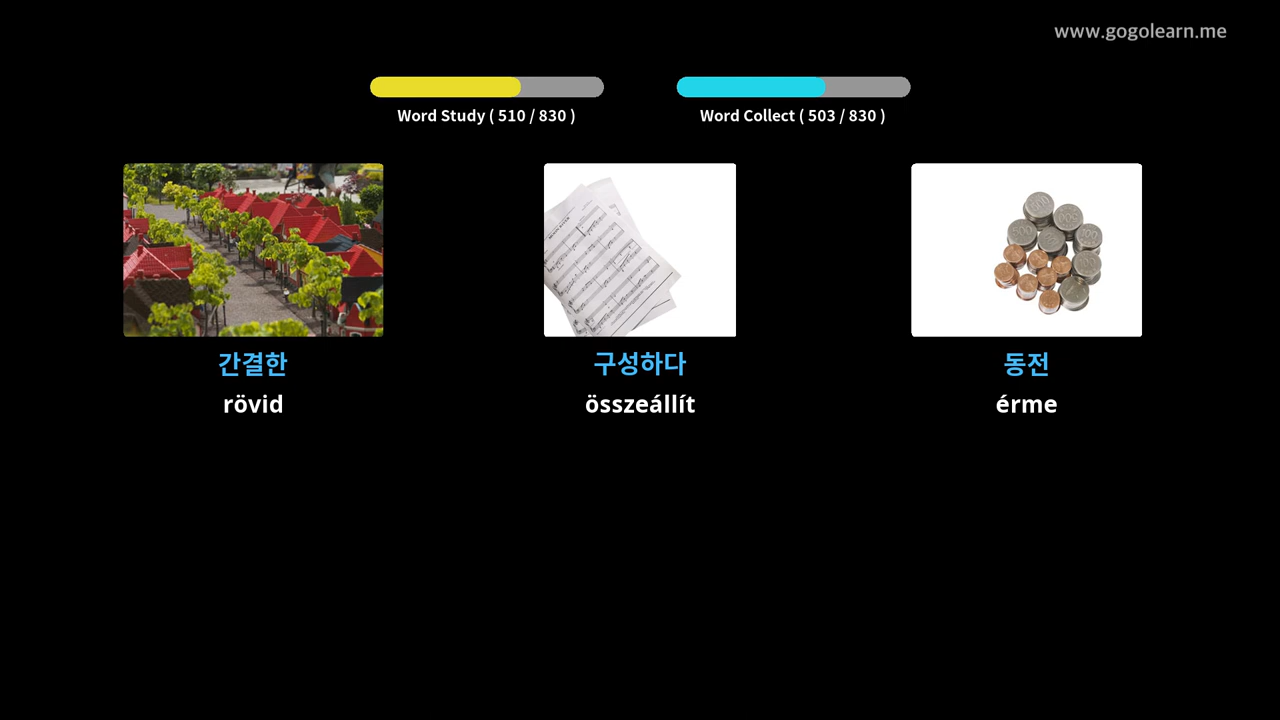 www.gogolearn.me
Word Study ( 510 / 830 )
Word Collect ( 503 / 830 )
간결한
rövid
구성하다
összeállít
동전
érme